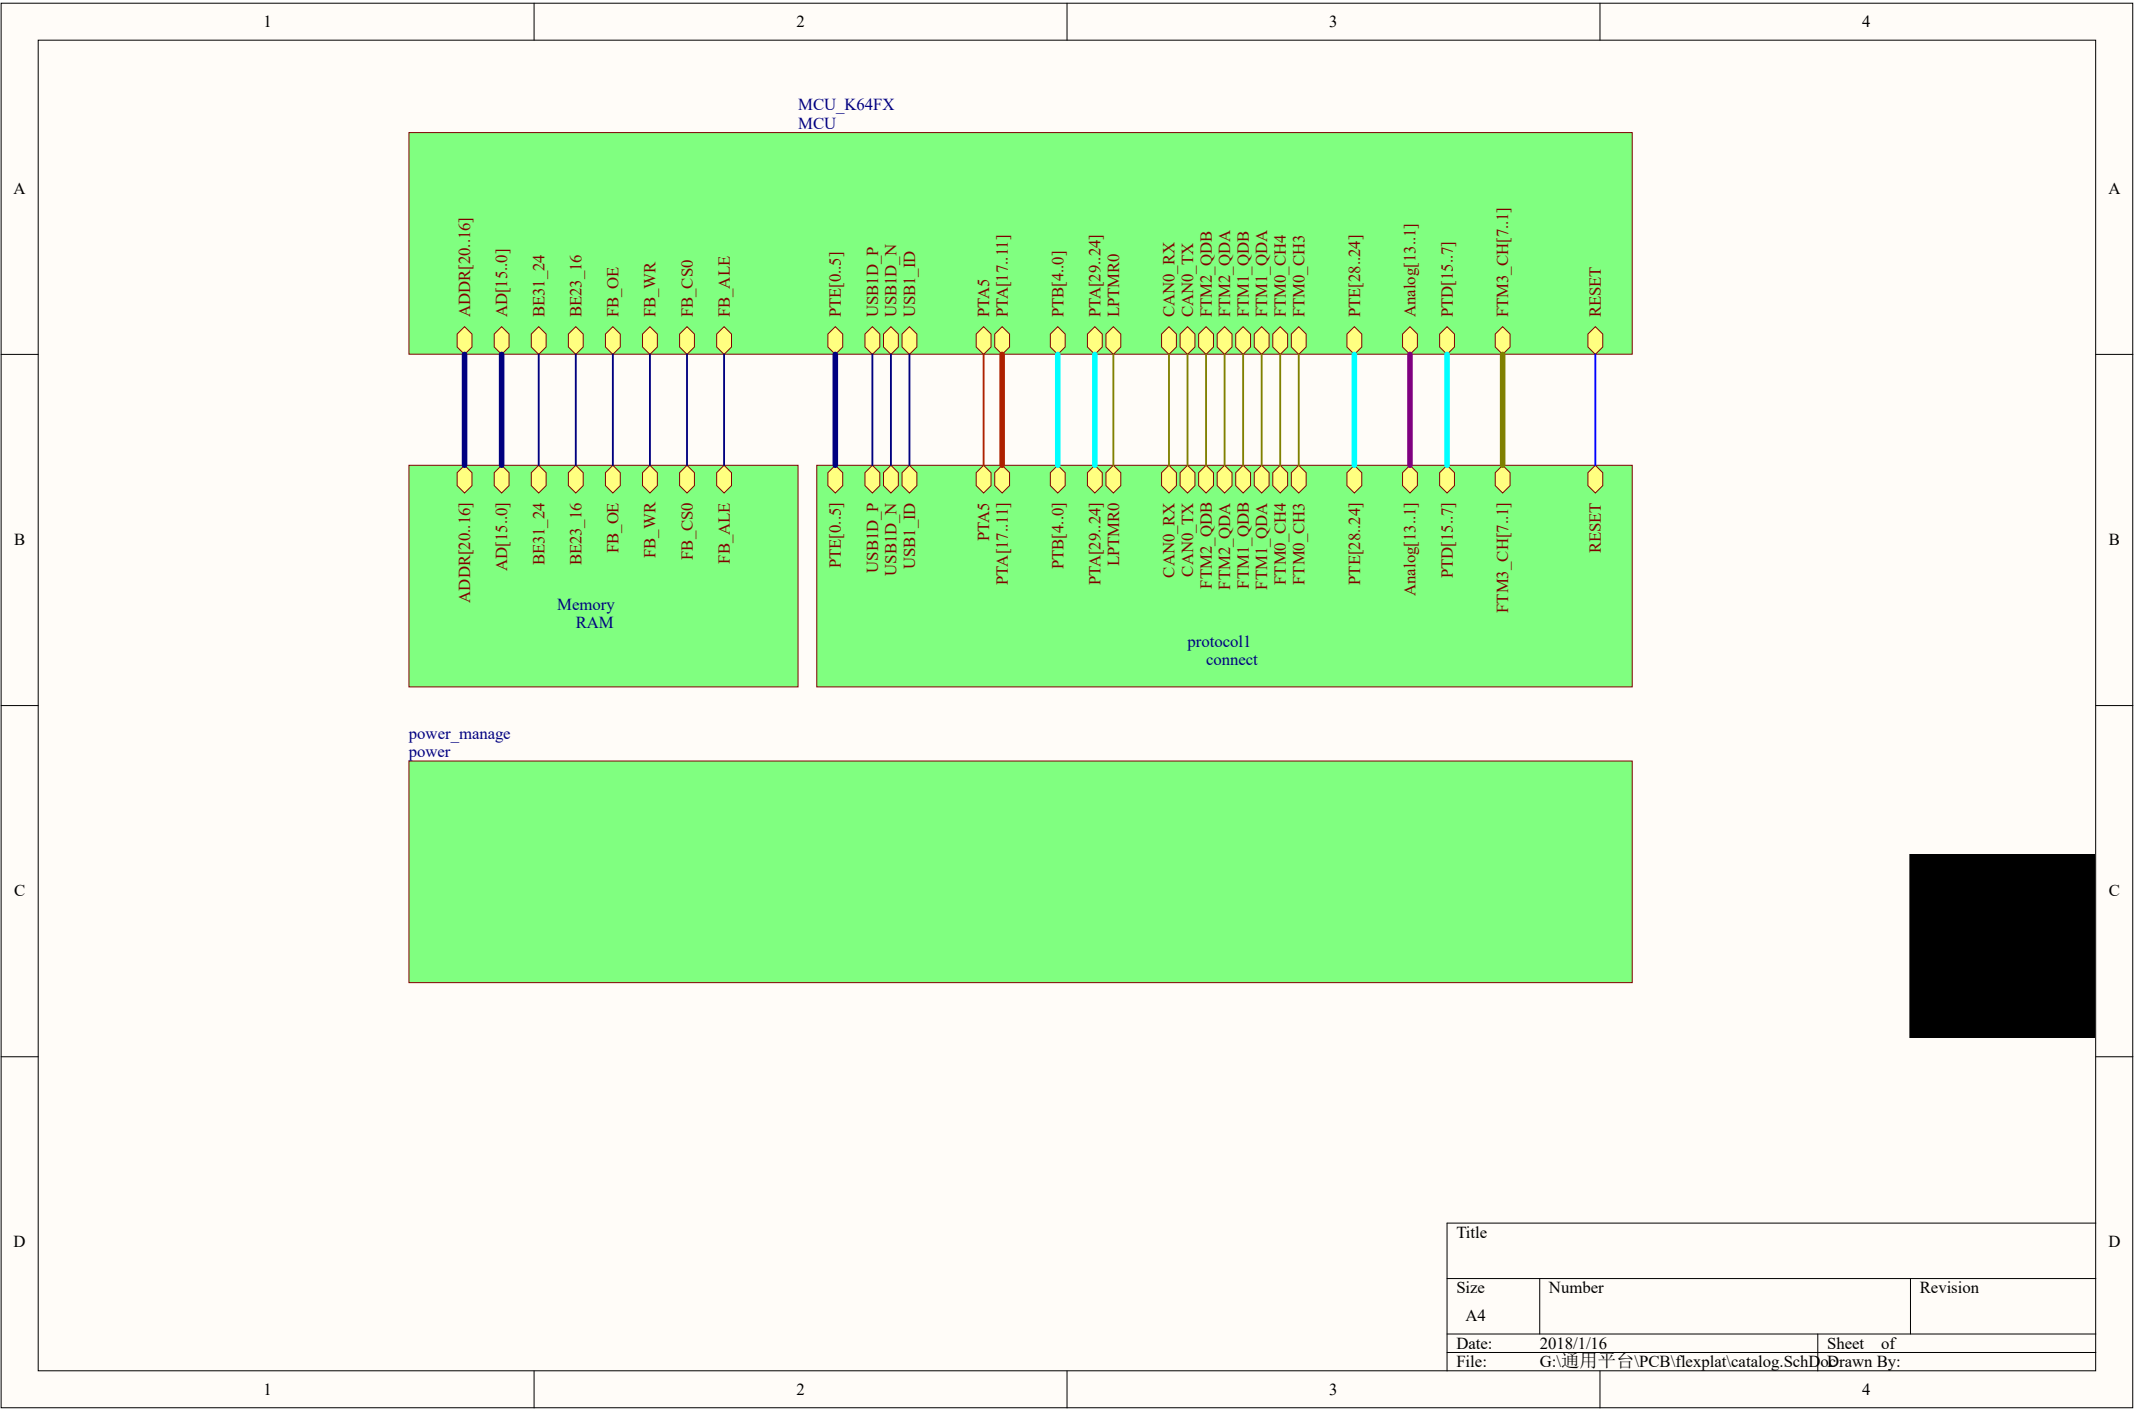 1 2 3 4
MCU_K64FX
MCU
A A
ADDR[20..16]
AD[15..0]
BE31_24
BE23_16
FB_OE
FB_WR
FB_CS0
FB_ALE
PTE[0..5]
USB1D_P
USB1D_N
USB1_ID
PTA5
PTA[17..11]
PTB[4..0]
PTA[29..24]
LPTMR0
CAN0_RX
CAN0_TX
FTM2_QDB
FTM2_QDA
FTM1_QDB
FTM1_QDA
FTM0_CH4
FTM0_CH3
PTE[28..24]
Analog[13..1]
PTD[15..7]
FTM3_CH[7..1]
RESET
B B
ADDR[20..16]
AD[15..0]
BE31_24
BE23_16
FB_OE
FB_WR
FB_CS0
FB_ALE
PTE[0..5]
USB1D_P
USB1D_N
USB1_ID
PTA5
PTA[17..11]
PTB[4..0]
PTA[29..24]
LPTMR0
CAN0_RX
CAN0_TX
FTM2_QDB
FTM2_QDA
FTM1_QDB
FTM1_QDA
FTM0_CH4
FTM0_CH3
PTE[28..24]
Analog[13..1]
PTD[15..7]
FTM3_CH[7..1]
RESET
Memory
RAM
protocol1
connect
power_manage
power
C C
D D
Title
Size Number Revision
A4
Date: 2018/1/16 Sheet of
File: G:\通用平台\PCB\flexplat\catalog.SchDoc Drawn By:
1 2 3 4